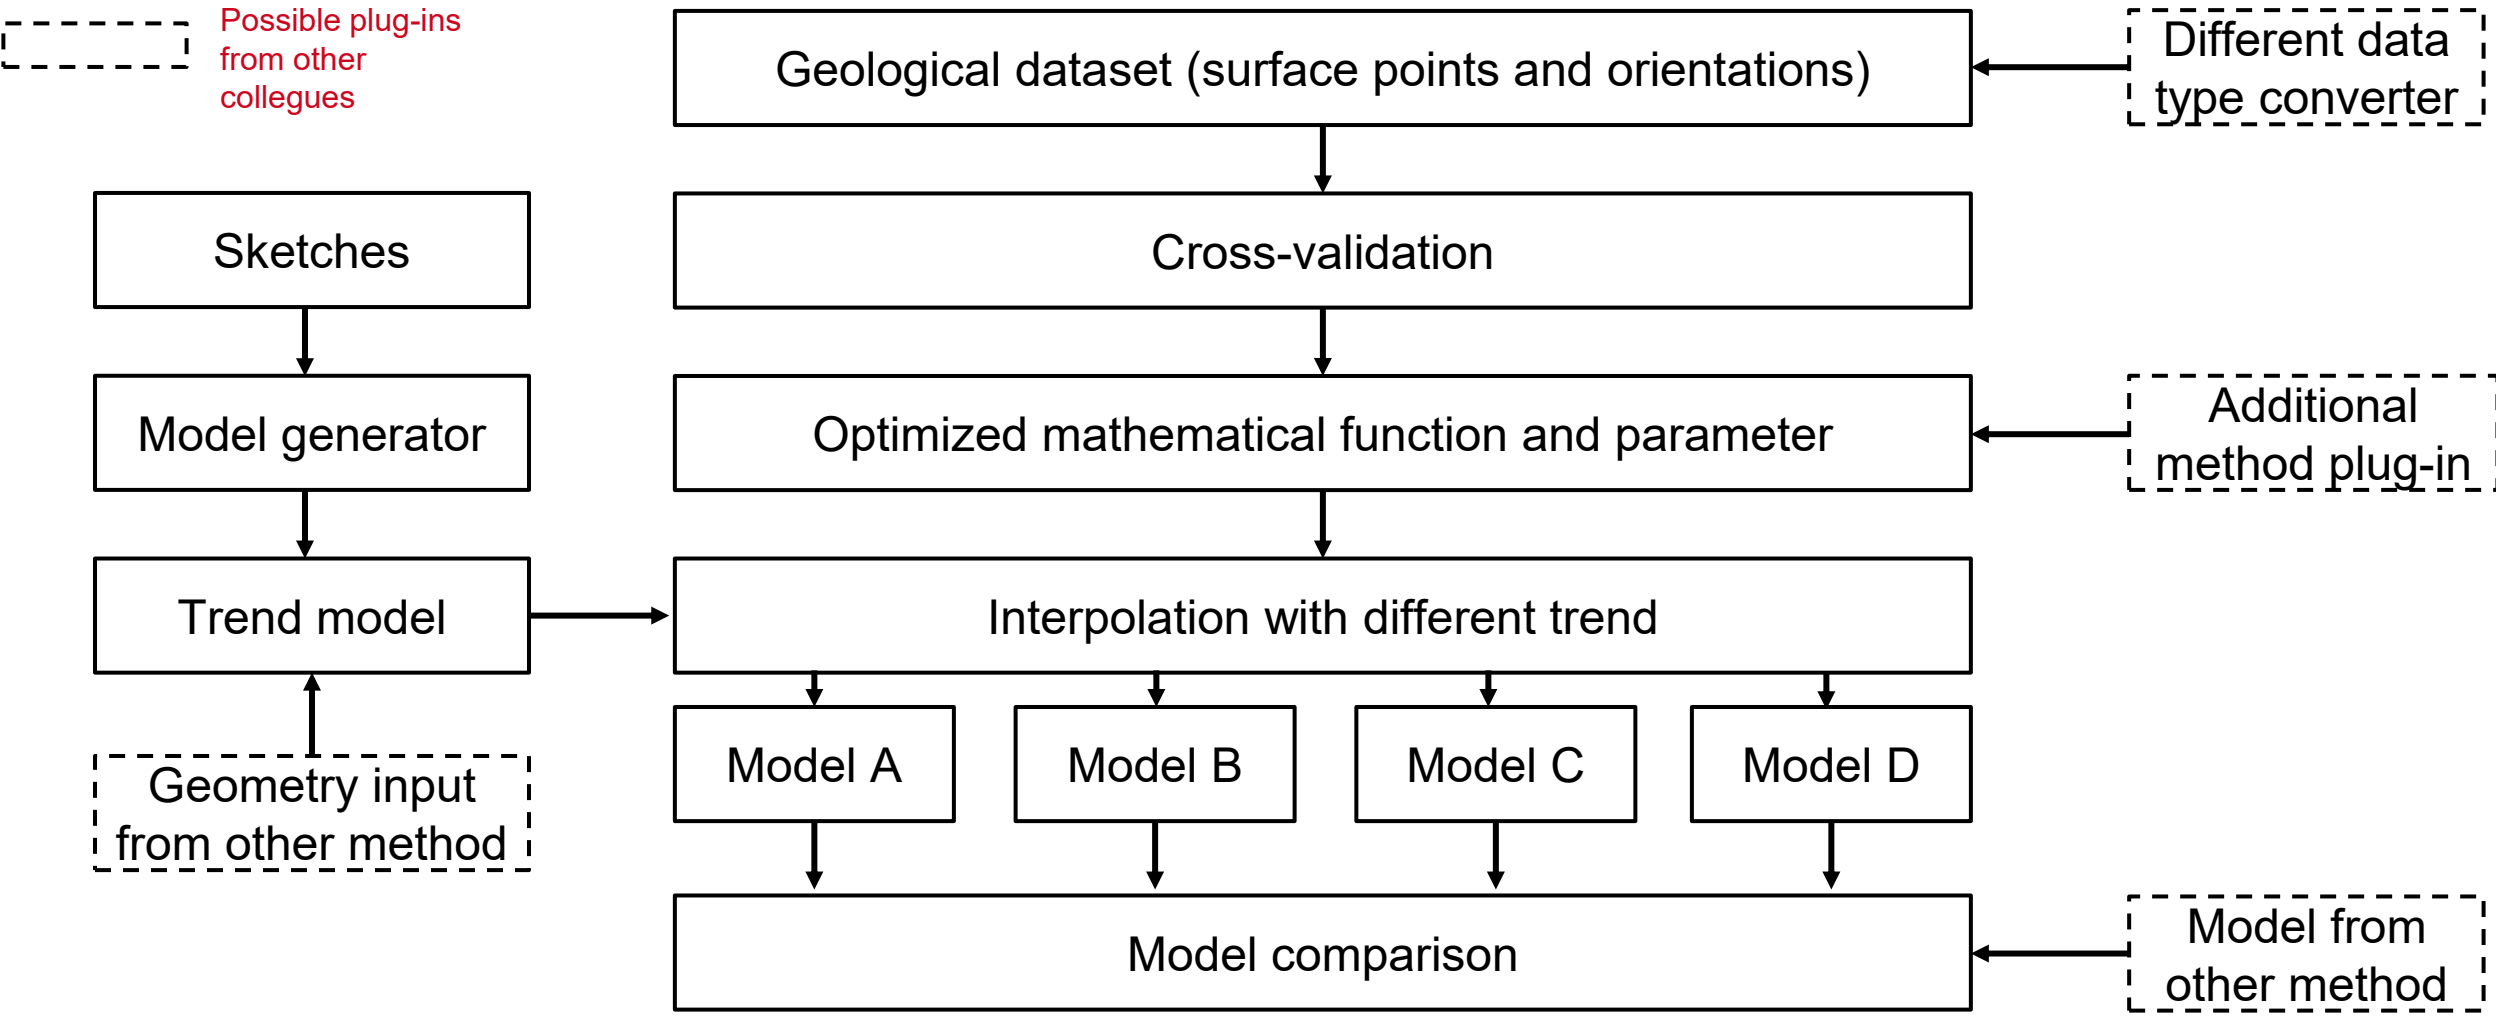 Possible plug-ins
from other
collegues
Geological dataset (surface points and orientations)
Different data
type converter
Sketches
Cross-validation
Model generator
Optimized mathematical function and parameter
Additional
method plug-in
Trend model
Interpolation with different trend
Geometry input
from other method
Model A
Model B
Model C
Model D
Model comparison
Model from
other method